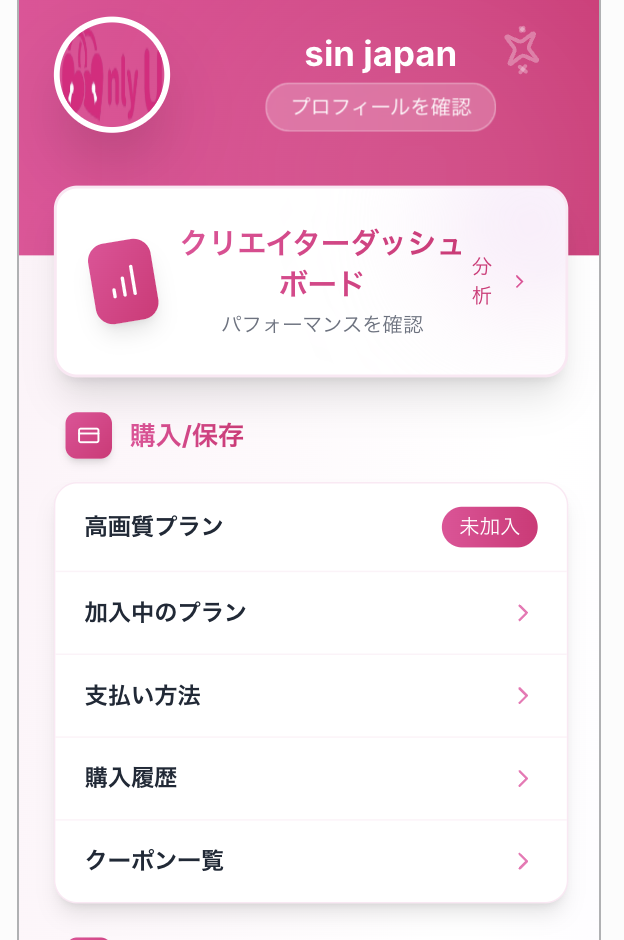 nly U
sin japan
プロフィールを確認
クリエイターダッシュ
ボード
分
析
パフォーマンスを確認
購入/保存
高画質プラン
未加入
加入中のプラン
支払い方法
購入履歴
クーポン一覧